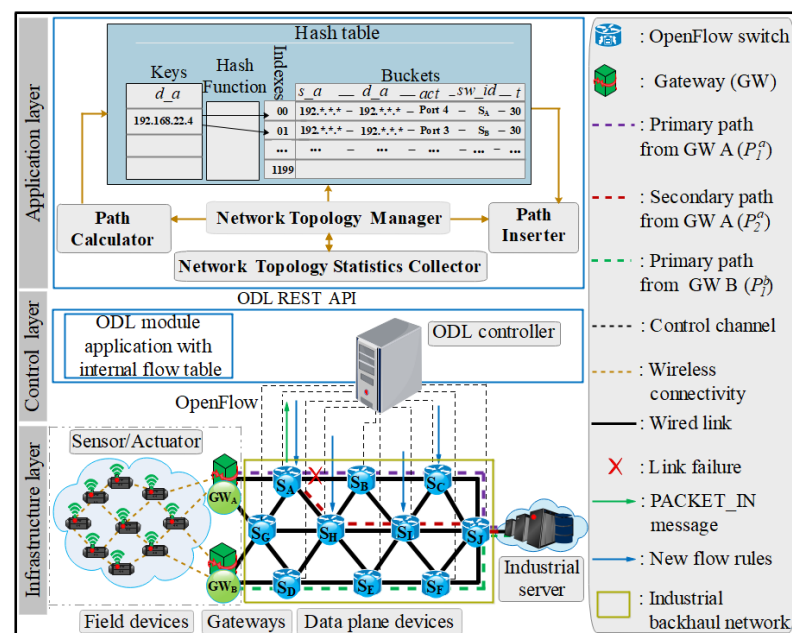 Application layer
Hash table
Keys
Hash
Function
Indexes
Buckets
d_a
s_a — d_a — act -sw_id — t
192.168.22.4
00
192.*.*.* – 192.*.*.* – Port 4 – SA – 30
01
192.*.*.* – 192.*.*.* – Port 3 – SB – 30
... ... – ... – ... – ... – ...
1199
Path
Calculator
Network Topology Manager
Path
Inserter
Network Topology Statistics Collector
ODL REST API
Control layer
ODL module
application with
internal flow table
ODL controller
OpenFlow
Infrastructure layer
Sensor/Actuator
GWA
GWB
SA
SB
SC
SG
SH
SI
SJ
SD
SE
SF
Industrial
server
Field devices
Gateways
Data plane devices
: OpenFlow switch
: Gateway (GW)
: Primary path
from GW A (P1a)
: Secondary path
from GW A (P2a)
: Primary path
from GW B (P1b)
: Control channel
: Wireless
connectivity
: Wired link
: Link failure
: PACKET_IN
message
: New flow rules
: Industrial
backhaul network